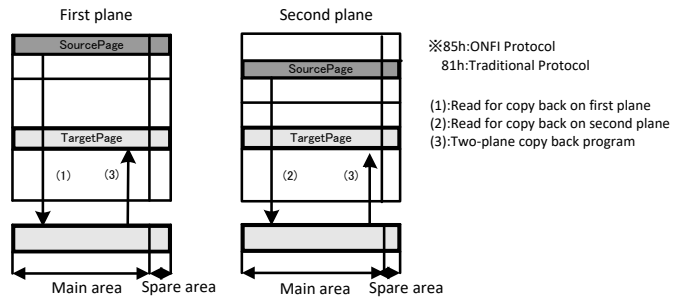 First plane
Second plane
SourcePage
SourcePage
TargetPage
TargetPage
(1)
(3)
(2)
(3)
Main area
Spare area
Main area
Spare area
※85h:ONFI Protocol
81h:Traditional Protocol
(1):Read for copy back on first plane
(2):Read for copy back on second plane
(3):Two-plane copy back program